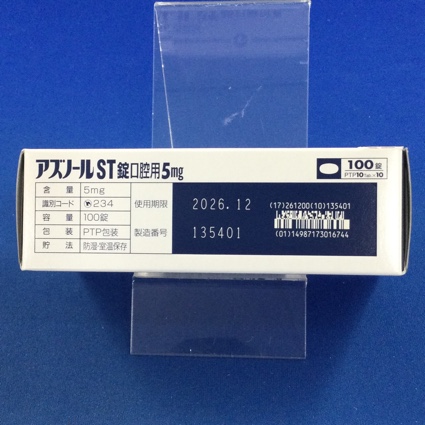 アズノールST錠口腔用5mg
100錠
PTP10錠×10
含量 5mg
識別コード 234
容量 100錠
包装 PTP包装
貯法 防湿・室温保存
使用期限 2026.12
製造番号 135401
(17)261200(10)135401
(01)14987173016744